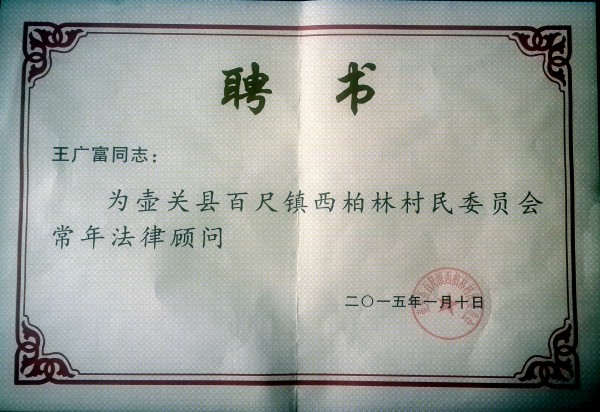 聘书
王广富同志：
为壶关县百尺镇西柏林村民委员会
常年法律顾问
二〇一五年一月十日